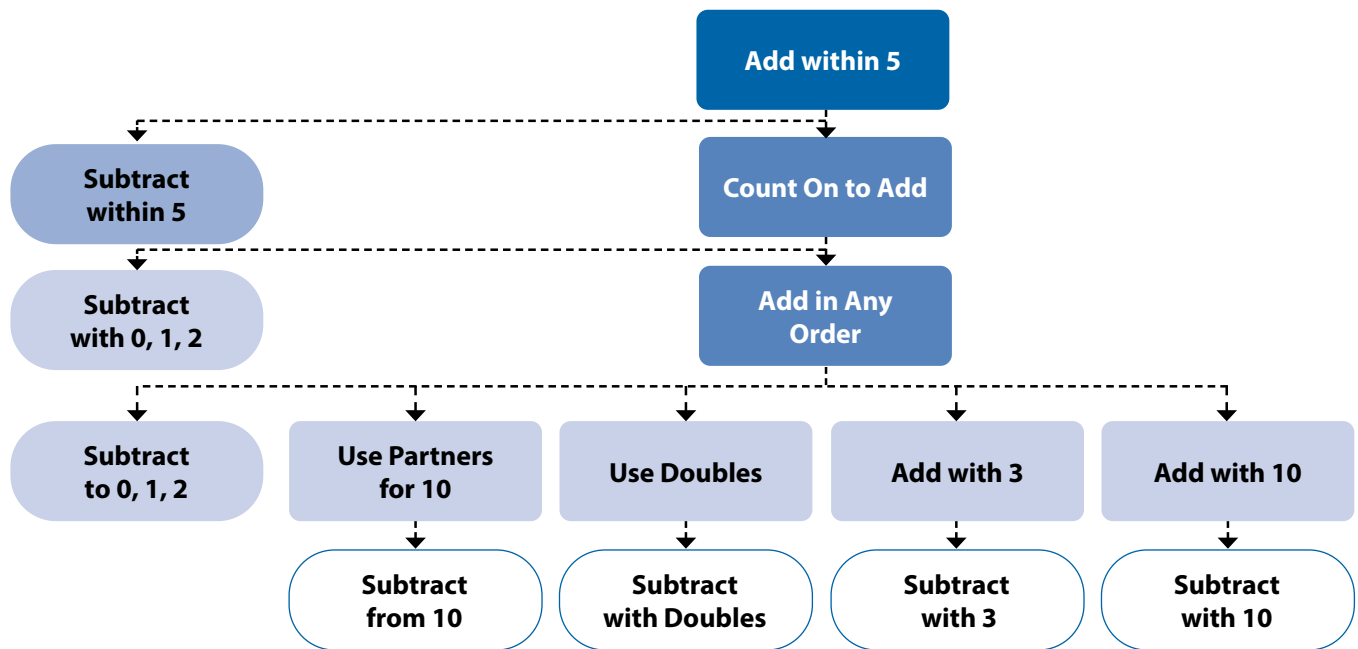 Add within 5
Subtract
within 5
Count On to Add
Subtract
with 0, 1, 2
Add in Any
Order
Subtract
to 0, 1, 2
Use Partners
for 10
Use Doubles
Add with 3
Add with 10
Subtract
from 10
Subtract
with Doubles
Subtract
with 3
Subtract
with 10